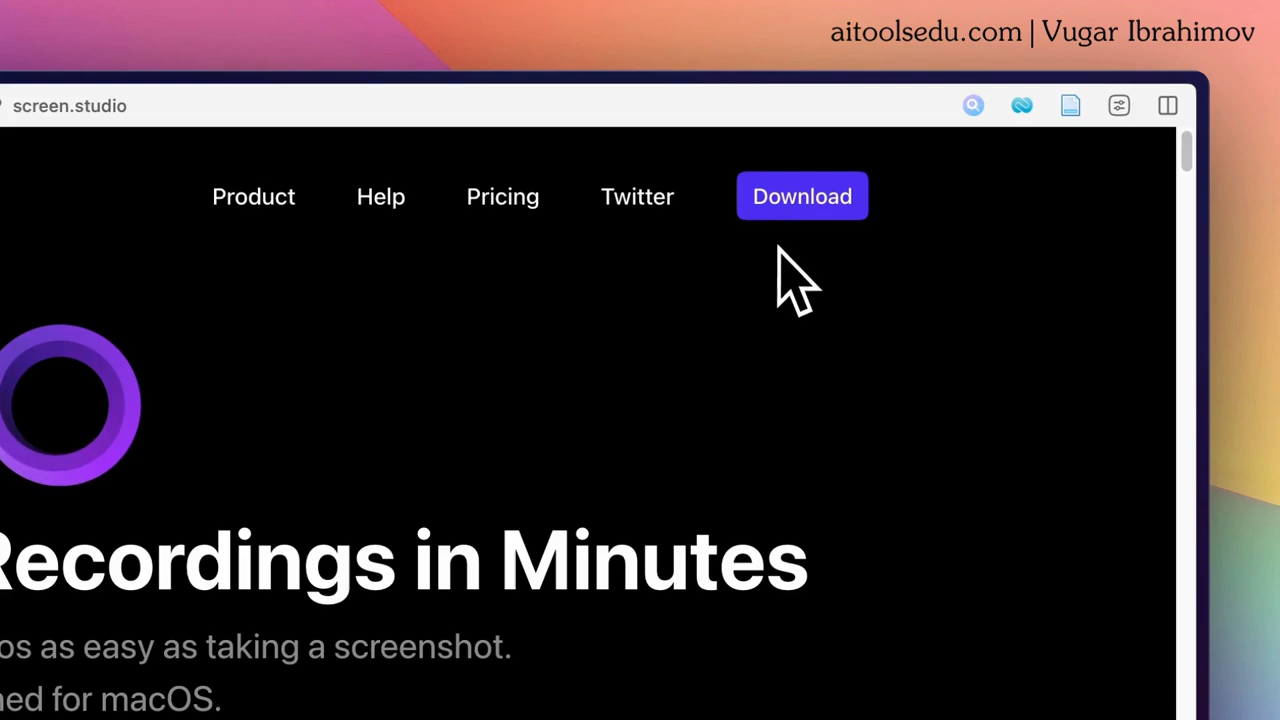 aitoolsedu.com | Vugar Ibrahimov
screen.studio
Product Help Pricing Twitter Download
Recordings in Minutes
os as easy as taking a screenshot.
ned for macOS.